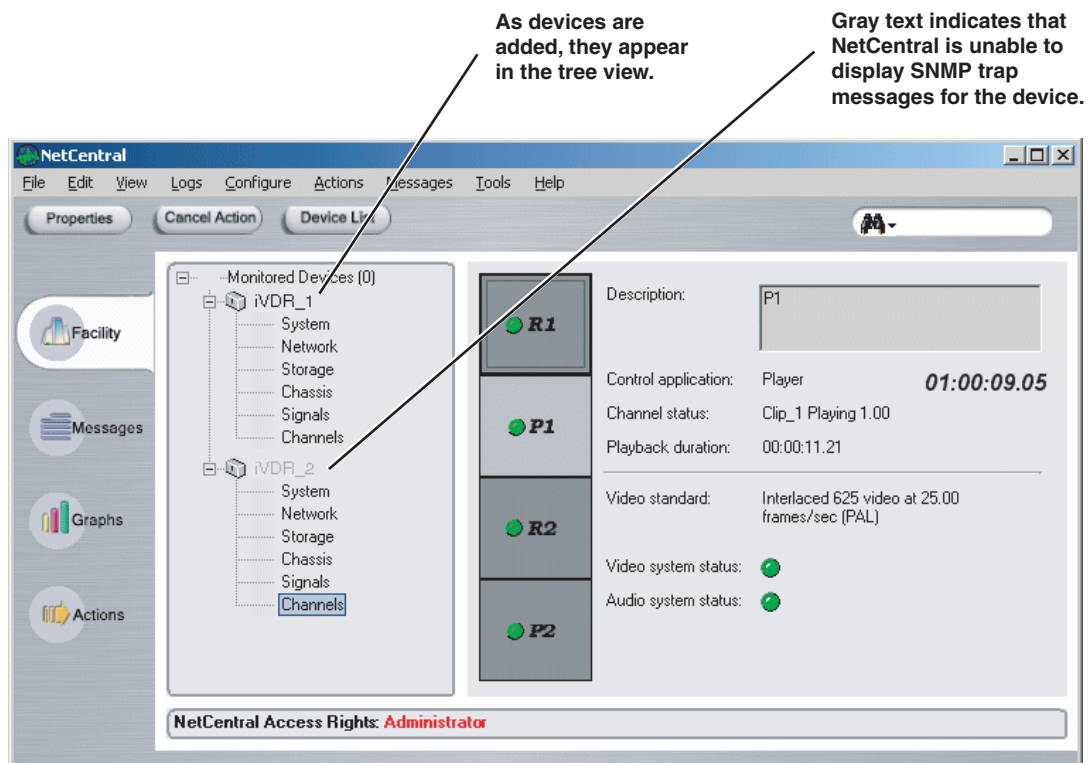 As devices are
added, they appear
in the tree view.
Gray text indicates that
NetCentral is unable to
display SNMP trap
messages for the device.
NetCentral
File Edit View Logs Configure Actions Messages Tools Help
Properties Cancel Action Device List
Facility
Messages
Graphs
Actions
Monitored Devices (0)
iVDR_1
System
Network
Storage
Chassis
Signals
Channels
iVDR_2
System
Network
Storage
Chassis
Signals
Channels
R1
P1
R2
P2
Description: P1
Control application: Player 01:00:09.05
Channel status: Clip_1 Playing 1.00
Playback duration: 00:00:11.21
Video standard: Interlaced 625 video at 25.00
frames/sec (PAL)
Video system status:
Audio system status:
NetCentral Access Rights: Administrator